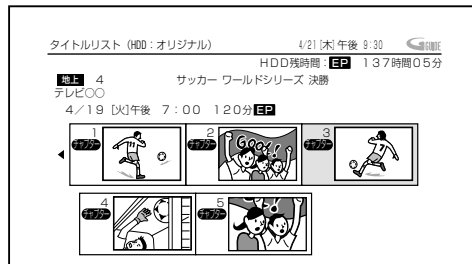 タイトルリスト（HDD：オリジナル） 4/21[木]午後 9:30 GGUIDE
HDD残時間：EP 137時間05分
地上 4 サッカー ワールドシリーズ 決勝
テレビ○○
4／19 [火]午後 7：00 120分EP
1 2 3
チャプター チャプター チャプター
7 GOOL! 7
4 5
チャプター チャプター